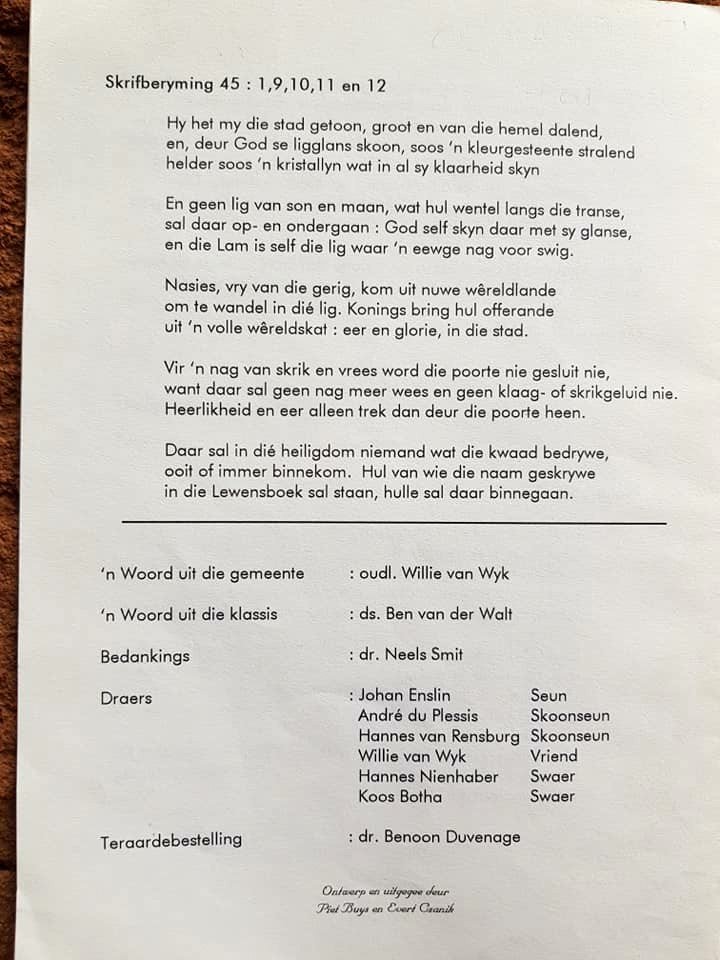 Skrifberyming 45 : 1,9,10,11 en 12
Hy het my die stad getoon, groot en van die hemel dalend,
en, deur God se ligglans skoon, soos 'n kleurgesteente stralend
helder soos 'n kristallyn wat in al sy klaarheid skyn
En geen lig van son en maan, wat hul wentel langs die transe,
sal daar op- en ondergaan : God self skyn daar met sy glanse,
en die Lam is self die lig waar 'n eewge nag voor swig.
Nasies, vry van die gerig, kom uit nuwe wêreldlande
om te wandel in dié lig. Konings bring hul offerande
uit 'n volle wêreldskat : eer en glorie, in die stad.
Vir 'n nag van skrik en vrees word die poorte nie gesluit nie,
want daar sal geen nag meer wees en geen klaag- of skrikgeluid nie.
Heerlikheid en eer alleen trek dan deur die poorte heen.
Daar sal in dié heiligdom niemand wat die kwaad bedrywe,
ooit of immer binnekom. Hul van wie die naam geskrywe
in die Lewensboek sal staan, hulle sal daar binnegaan.
'n Woord uit die gemeente : oudl. Willie van Wyk
'n Woord uit die klassis : ds. Ben van der Walt
Bedankings : dr. Neels Smit
Draers : Johan Enslin Seun
André du Plessis Skoonseun
Hannes van Rensburg Skoonseun
Willie van Wyk Vriend
Hannes Nienhaber Swaer
Koos Botha Swaer
Teraardebestelling : dr. Benoon Duvenage
Ontwerp en uitgegee deur
Piet Buys en Evert Csanik